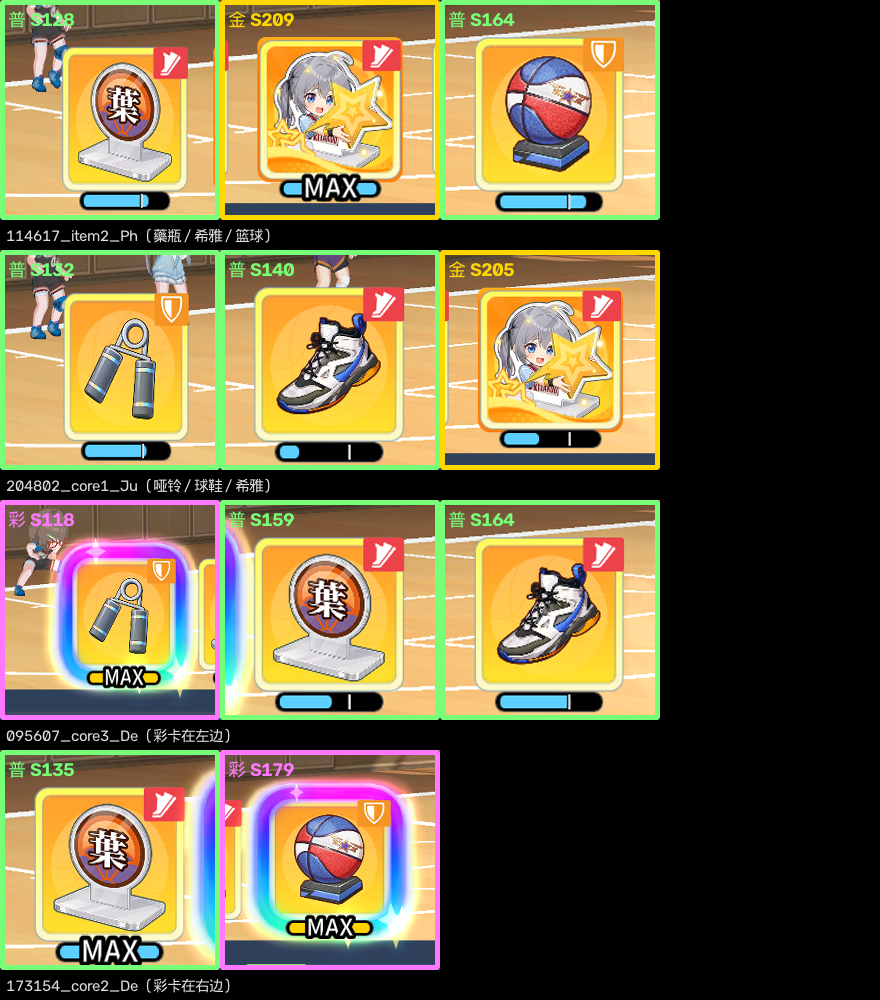 普 S128
金 S209
普 S164
葉
KITAKJU
MAX
114617_item2_Ph (藥瓶 / 希雅 / 篮球)
普 S132
普 S140
金 S205
204802_core1_Ju (哑铃 / 球鞋 / 希雅)
彩 S118
普 S159
普 S164
葉
MAX
095607_core3_De (彩卡在左边)
普 S135
彩 S179
葉
MAX
MAX
173154_core2_De (彩卡在右边)